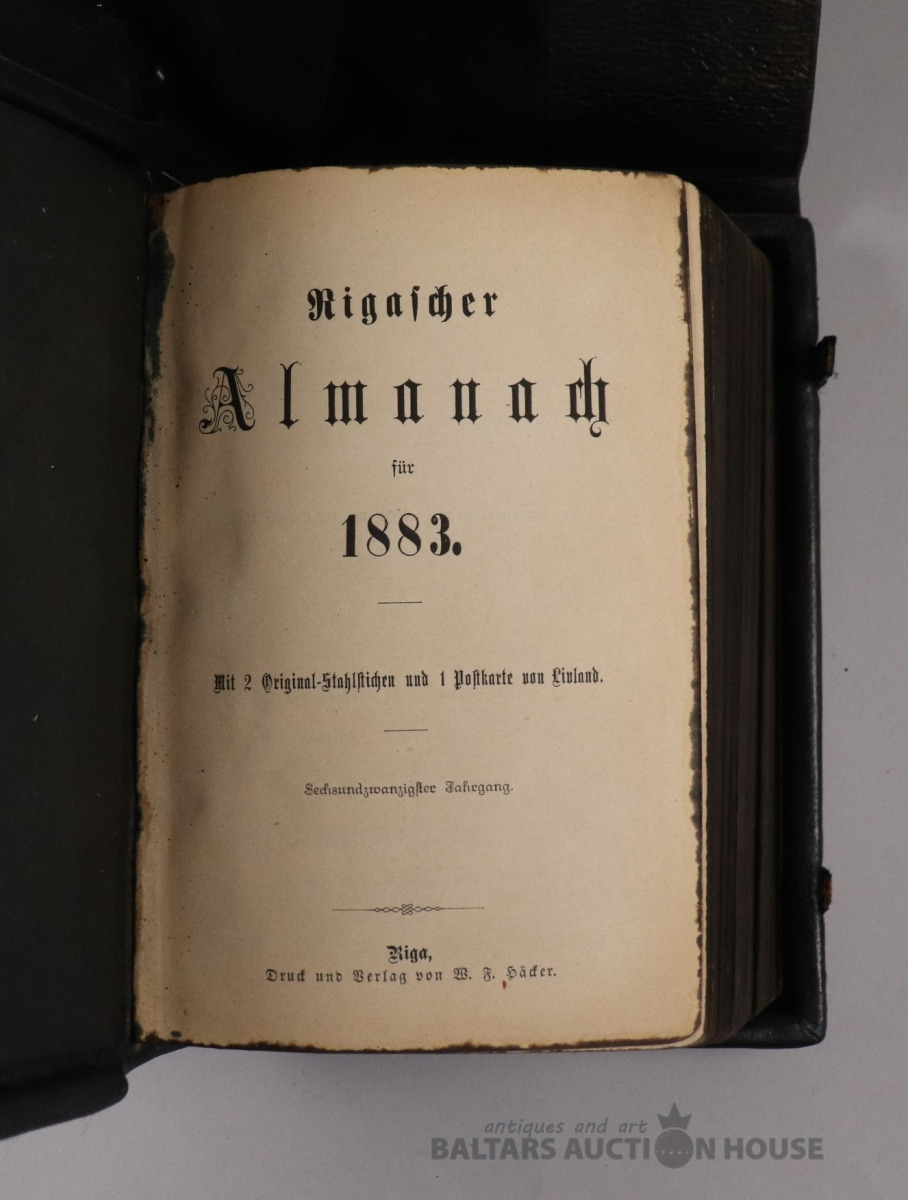 Rigaſcher
Almanach
für
1883.
Mit 2 Original-Stahlſtichen und 1 Poſtkarte von Livland.
Sechsundzwanzigſter Jahrgang.
Riga,
Druck und Verlag von W. F. Häcker.
antiques and art
BALTARS AUCTION HOUSE